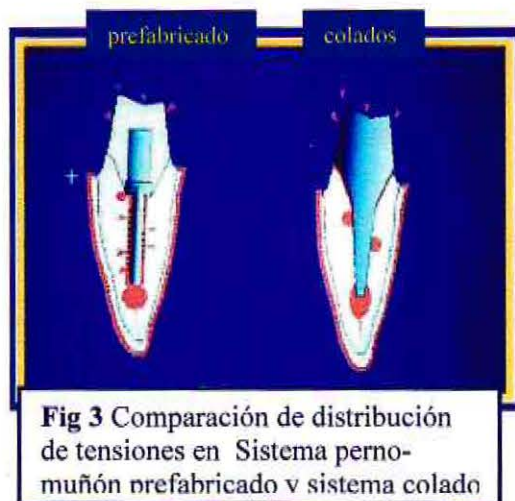 prefabricado colados
Fig 3 Comparación de distribución
de tensiones en Sistema perno-
muñón prefabricado y sistema colado